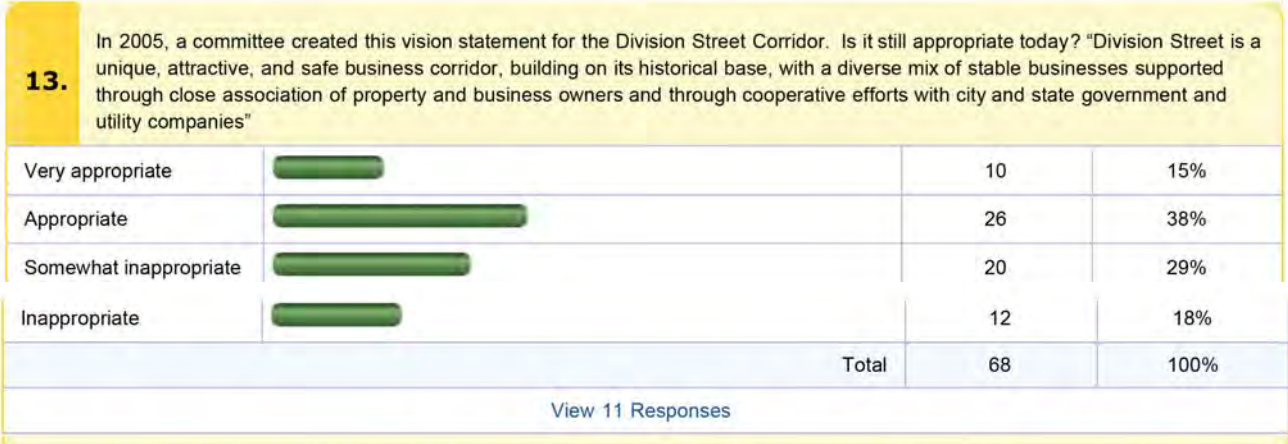 13.
In 2005, a committee created this vision statement for the Division Street Corridor. Is it still appropriate today? “Division Street is a
unique, attractive, and safe business corridor, building on its historical base, with a diverse mix of stable businesses supported
through close association of property and business owners and through cooperative efforts with city and state government and
utility companies”
Very appropriate 10 15%
Appropriate 26 38%
Somewhat inappropriate 20 29%
Inappropriate 12 18%
Total 68 100%
View 11 Responses